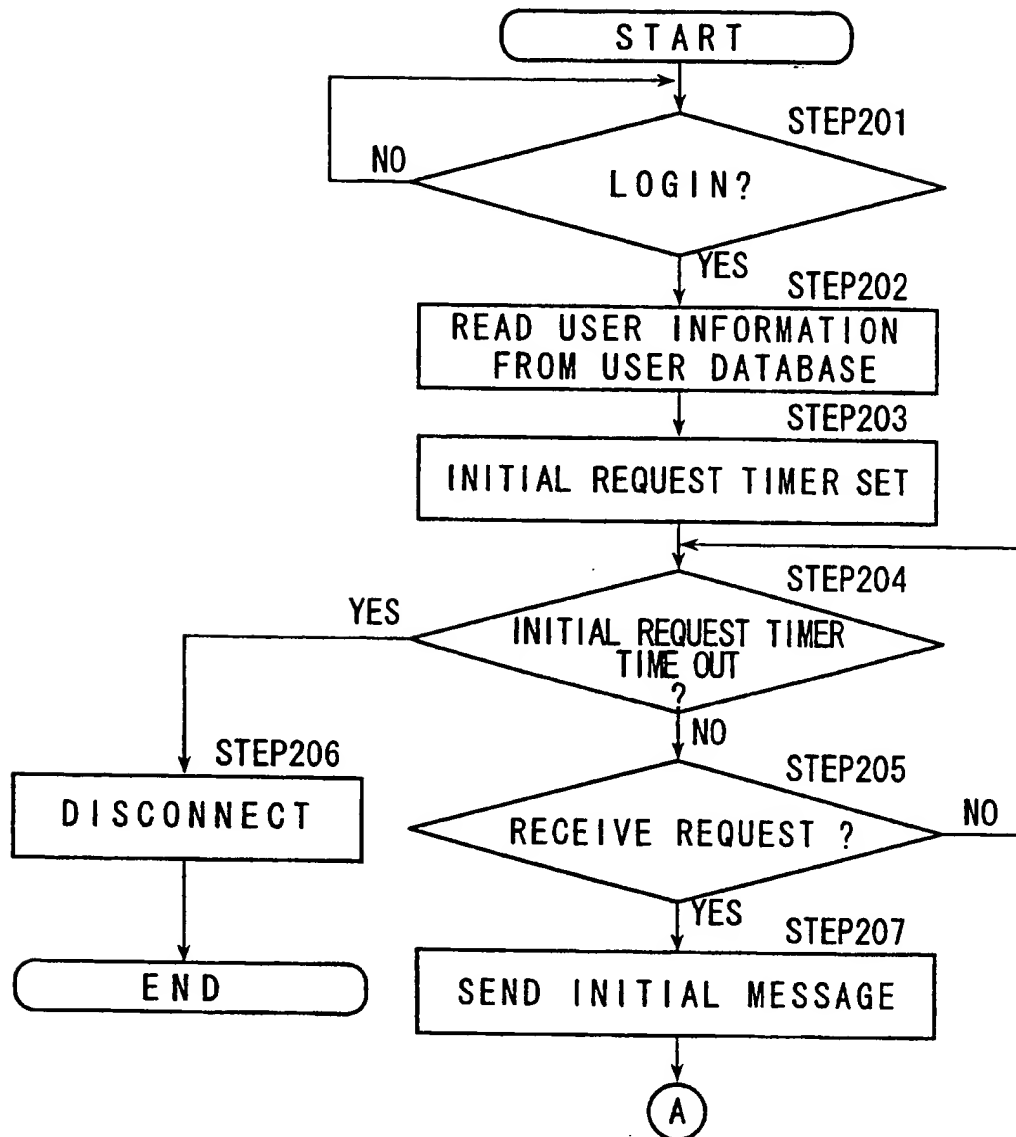 START
STEP201
NO
LOGIN?
YES
STEP202
READ USER INFORMATION
FROM USER DATABASE
STEP203
INITIAL REQUEST TIMER SET
STEP204
YES
INITIAL REQUEST TIMER
TIME OUT
?
NO
STEP206
STEP205
DISCONNECT
RECEIVE REQUEST ?
NO
YES
STEP207
END
SEND INITIAL MESSAGE
A